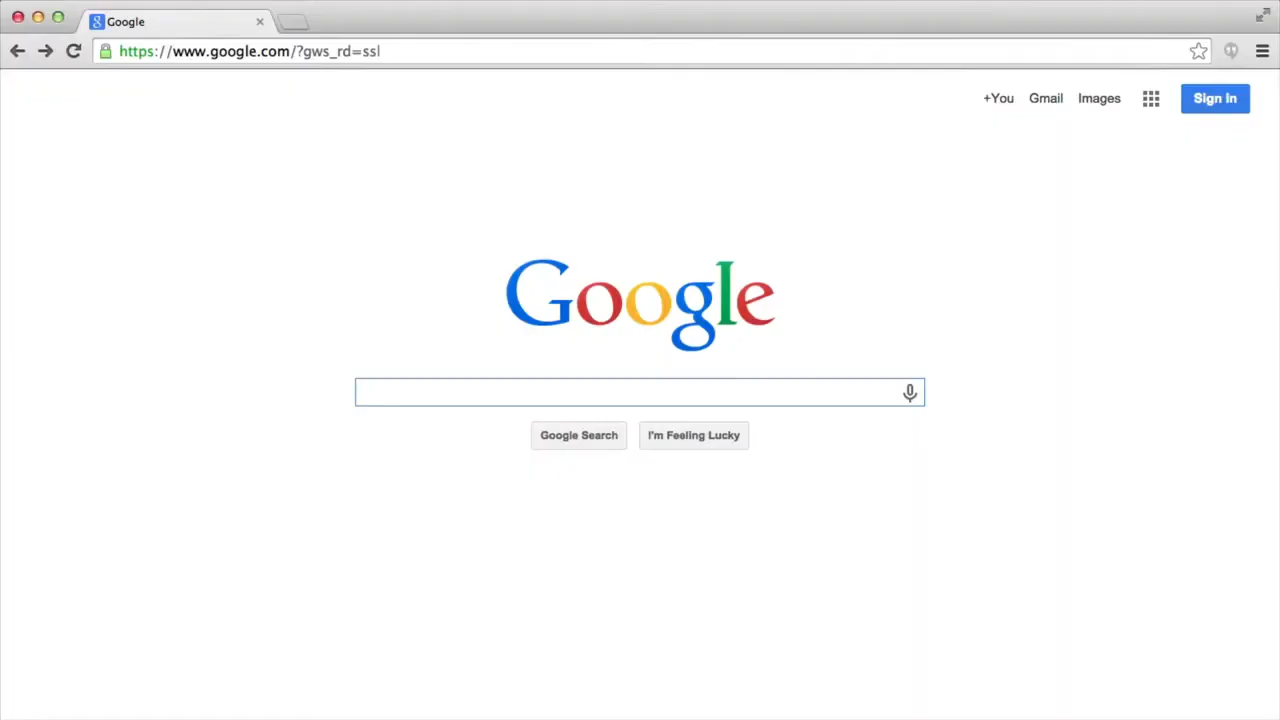 Google
https://www.google.com/?gws_rd=ssl
+You Gmail Images Sign in
Google
Google Search I'm Feeling Lucky